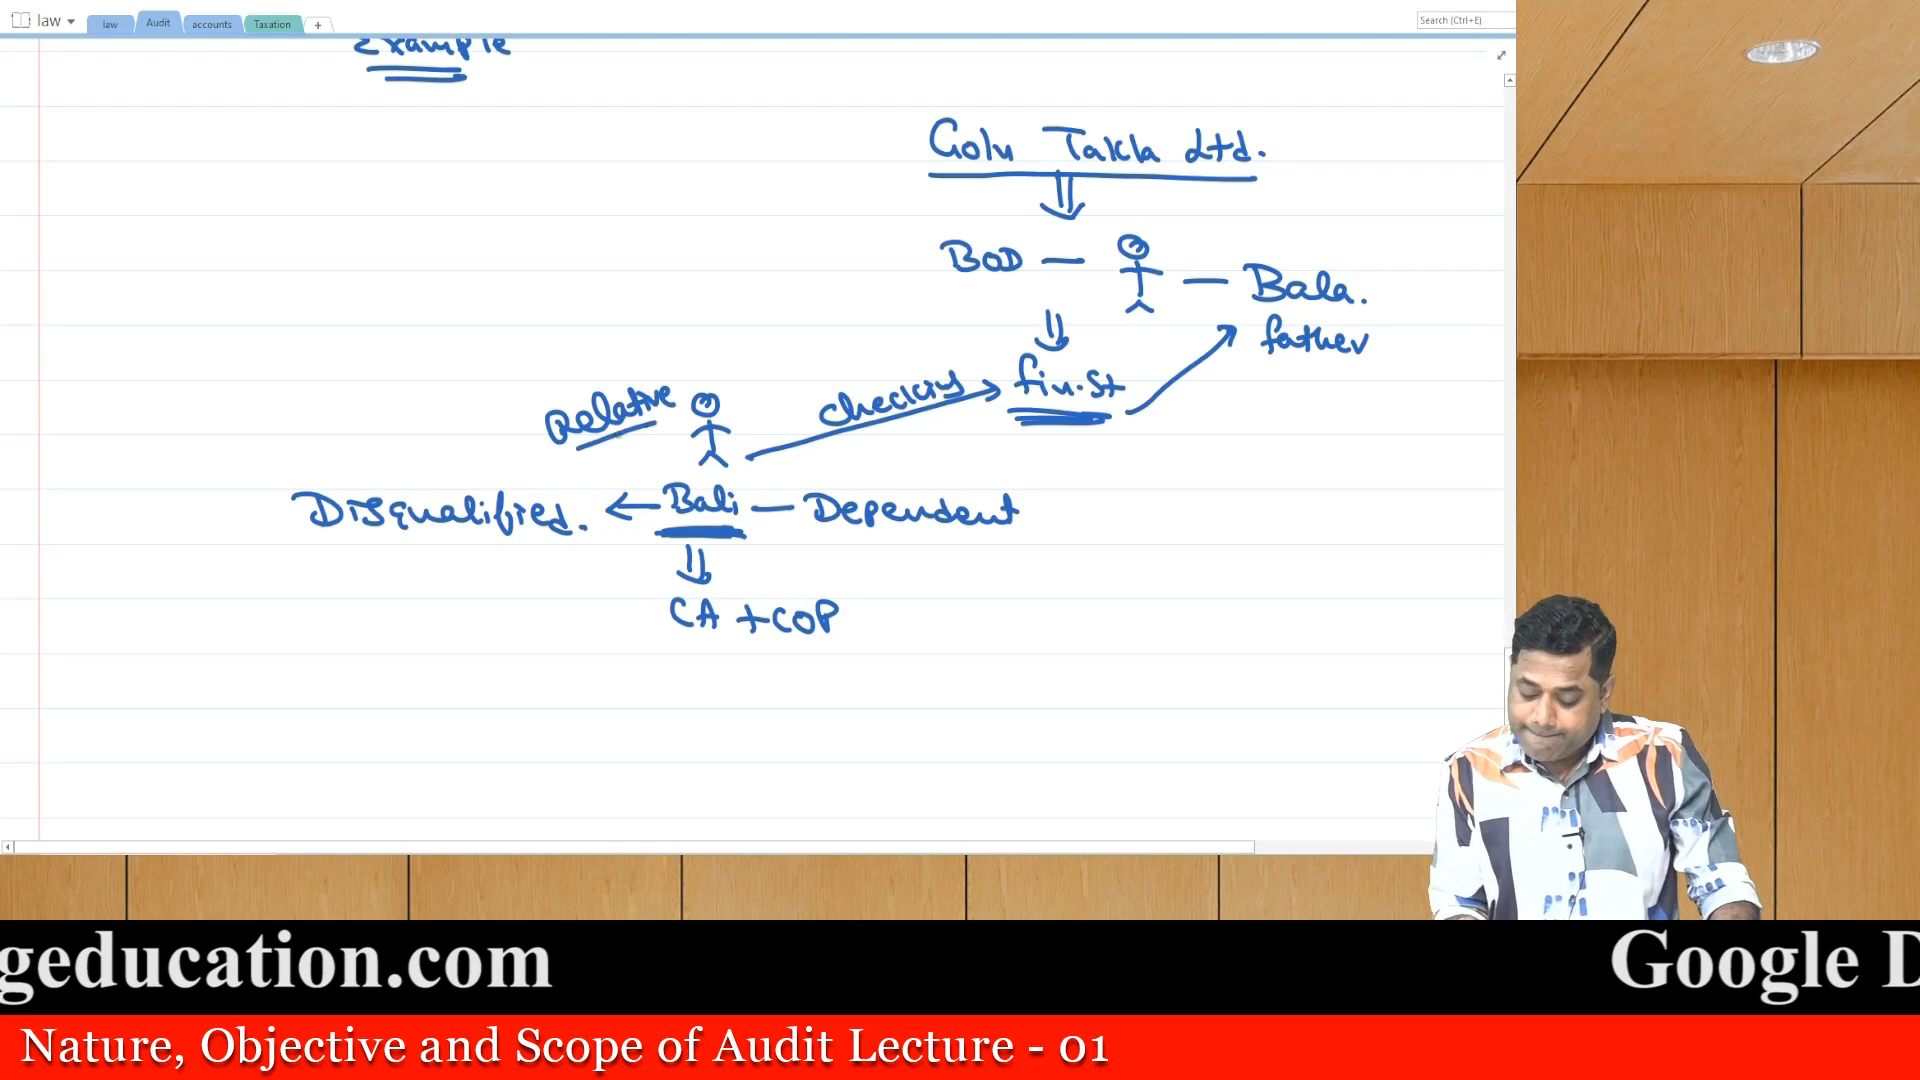 law
law
Audit
accounts
Taxation
+
Search (Ctrl+E)
Example
Golu Takla Ltd.
BOD —
— Bala.
father
fin.St
checking
Relative
Disqualified. ← Bali — Dependent
CA + COP
geducation.com
Google D
Nature, Objective and Scope of Audit Lecture - 01